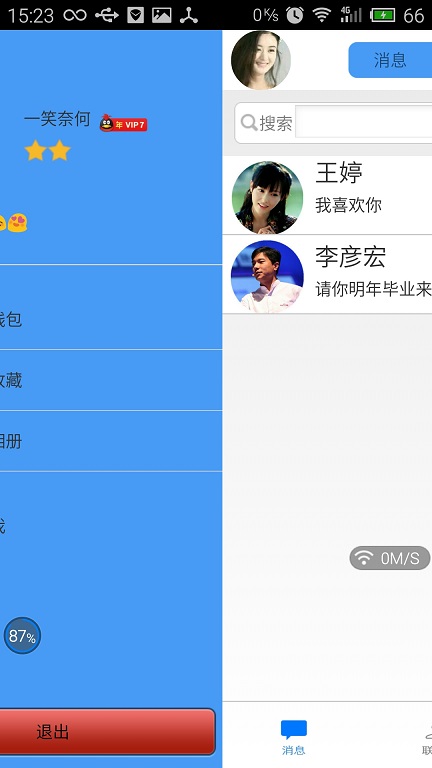 15:23 0K/s 4G 66
一笑奈何 年 VIP7
钱包
收藏
相册
我
87%
退出
消息
搜索
王婷
我喜欢你
李彦宏
请你明年毕业来
0M/S
消息
联